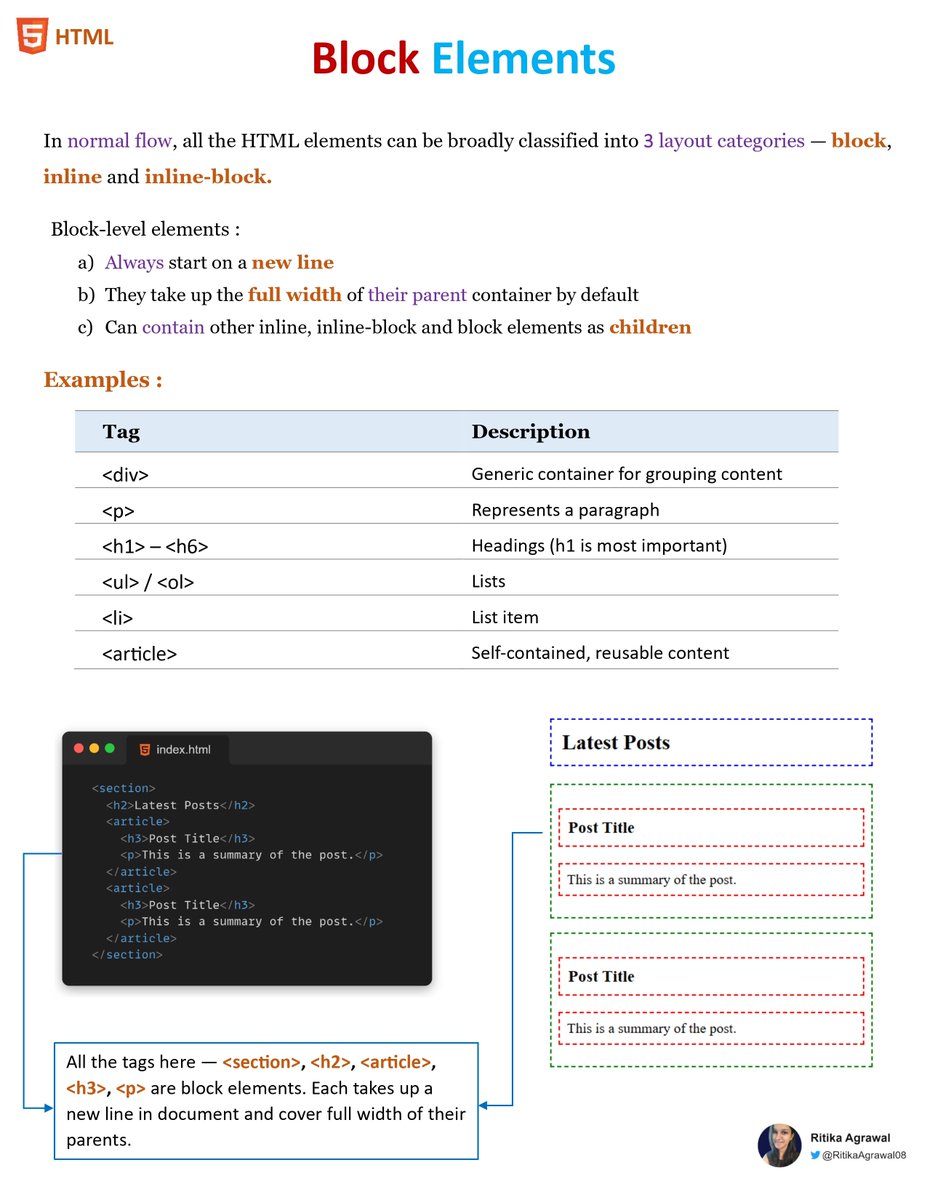 HTML
Block Elements
In normal flow, all the HTML elements can be broadly classified into 3 layout categories — block,
inline and inline-block.
Block-level elements :
a) Always start on a new line
b) They take up the full width of their parent container by default
c) Can contain other inline, inline-block and block elements as children
Examples :
Tag Description
<div> Generic container for grouping content
<p> Represents a paragraph
<h1> – <h6> Headings (h1 is most important)
<ul> / <ol> Lists
<li> List item
<article> Self-contained, reusable content
index.html
<section>
<h2>Latest Posts</h2>
<article>
<h3>Post Title</h3>
<p>This is a summary of the post.</p>
</article>
<article>
<h3>Post Title</h3>
<p>This is a summary of the post.</p>
</article>
</section>
Latest Posts
Post Title
This is a summary of the post.
Post Title
This is a summary of the post.
All the tags here — <section>, <h2>, <article>,
<h3>, <p> are block elements. Each takes up a
new line in document and cover full width of their
parents.
Ritika Agrawal
@RitikaAgrawal08